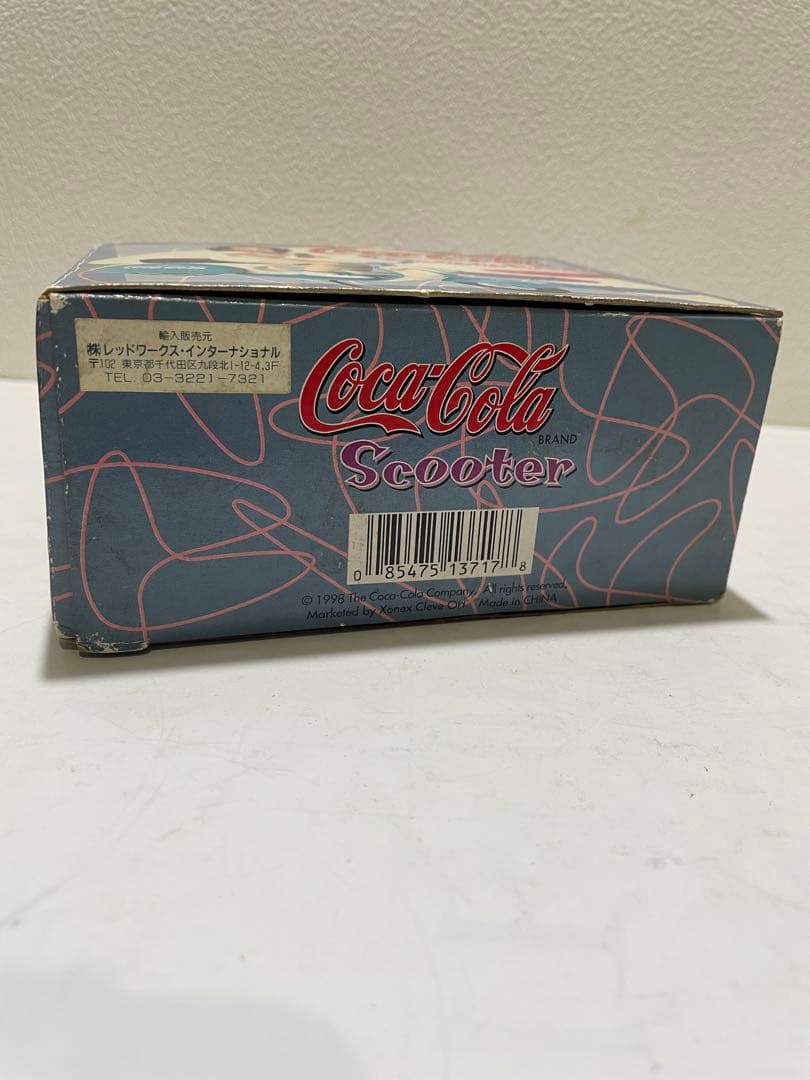 Coca-Cola
輸入販売元
㈱レッドワークス・インターナショナル
〒102 東京都千代田区九段北1-12-4,3F
TEL. 03-3221-7321
Coca-Cola
BRAND
Scooter
0 85475 13717 8
© 1998 The Coca-Cola Company. All rights reserved.
Marketed by Xonex Cleve OH Made in CHINA